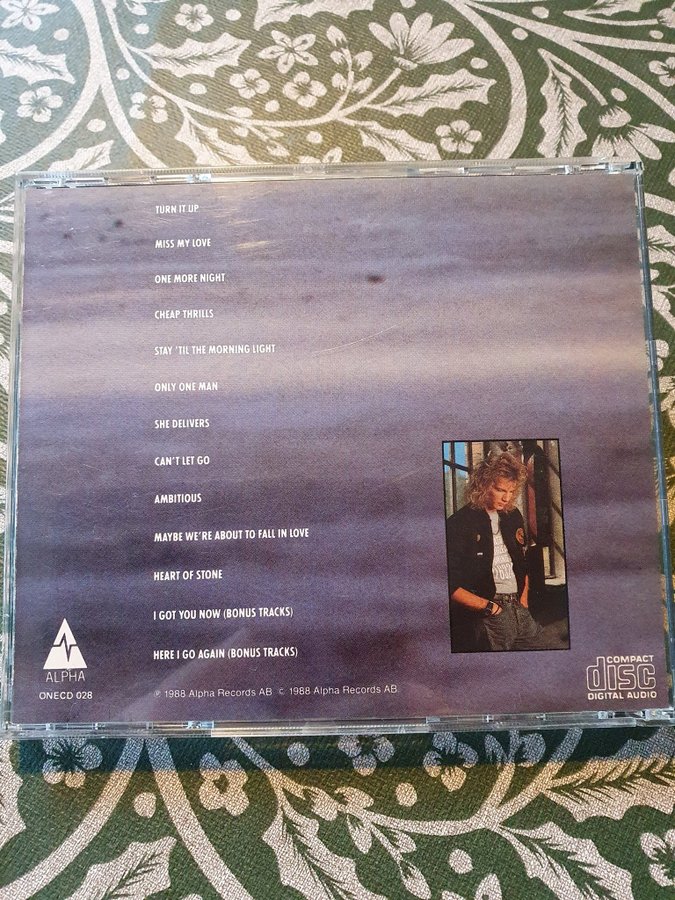 TURN IT UP
MISS MY LOVE
ONE MORE NIGHT
CHEAP THRILLS
STAY 'TIL THE MORNING LIGHT
ONLY ONE MAN
SHE DELIVERS
CAN'T LET GO
AMBITIOUS
MAYBE WE'RE ABOUT TO FALL IN LOVE
HEART OF STONE
I GOT YOU NOW (BONUS TRACKS)
HERE I GO AGAIN (BONUS TRACKS)
ALPHA
ONECD 028
℗ 1988 Alpha Records AB © 1988 Alpha Records AB
COMPACT
disc
DIGITAL AUDIO